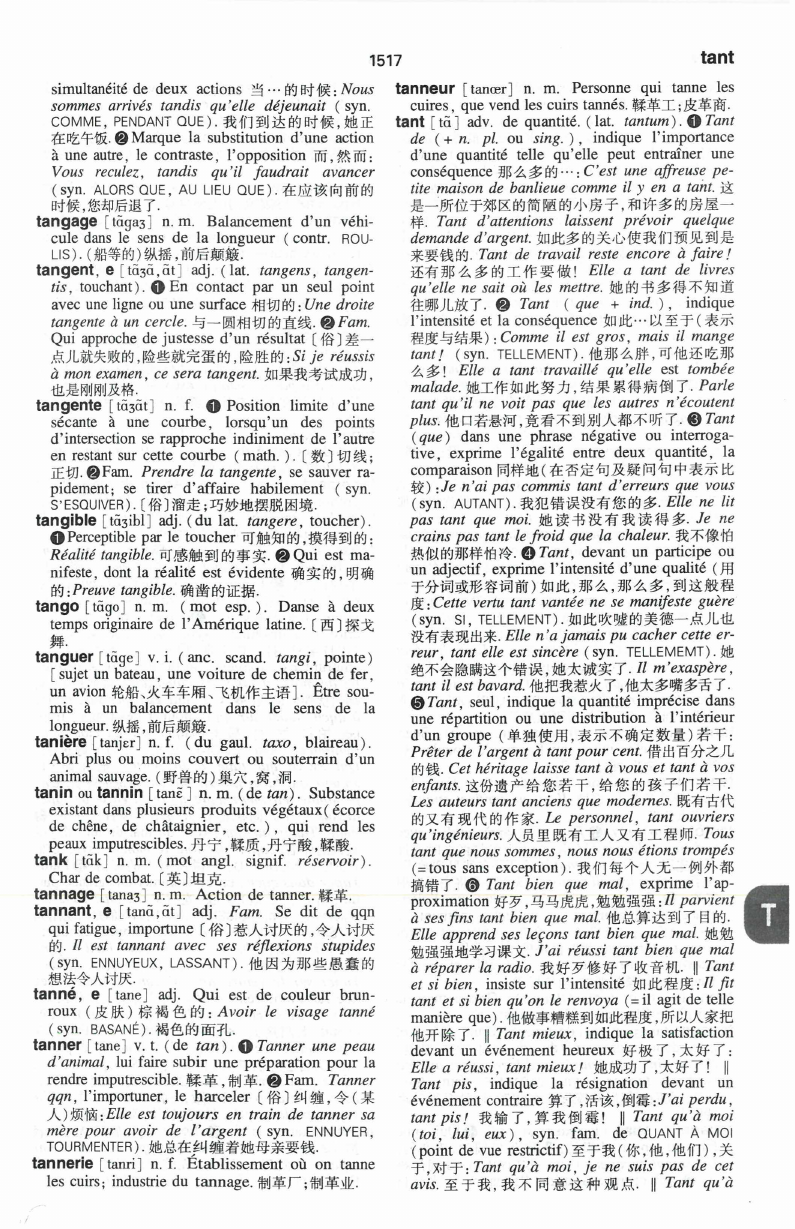 1517
tant
simultanéité de deux actions 当…的时候:Nous
sommes arrivés tandis qu'elle déjeunait ( syn.
COMME, PENDANT QUE). 我们到达的时候,她正
在吃午饭. ❷ Marque la substitution d'une action
à une autre, le contraste, l'opposition 而,然而:
Vous reculez, tandis qu'il faudrait avancer
( syn. ALORS QUE, AU LIEU QUE). 在应该向前的
时候,您却后退了.
tangage [tɑ̃gaʒ] n. m. Balancement d'un véhi-
cule dans le sens de la longueur ( contr. ROU-
LIS). (船等的)纵摇,前后颠簸.
tangent, e [tɑ̃ʒɑ̃,ɑ̃t] adj. ( lat. tangens, tangen-
tis, touchant). ❶ En contact par un seul point
avec une ligne ou une surface 相切的:Une droite
tangente à un cercle. 与一圆相切的直线. ❷ Fam.
Qui approche de justesse d'un résultat [俗]差一
点儿就失败的,险些就完蛋的,险胜的:Si je réussis
à mon examen, ce sera tangent. 如果我考试成功,
也是刚刚及格.
tangente [tɑ̃ʒɑ̃t] n. f. ❶ Position limite d'une
sécante à une courbe, lorsqu'un des points
d'intersection se rapproche indiniment de l'autre
en restant sur cette courbe ( math. ). [数]切线;
正切. ❷ Fam. Prendre la tangente, se sauver ra-
pidement; se tirer d'affaire habilement ( syn.
S'ESQUIVER). [俗]溜走;巧妙地摆脱困境.
tangible [tɑ̃ʒibl] adj. (du lat. tangere, toucher).
❶ Perceptible par le toucher 可触知的,摸得到的:
Réalité tangible. 可感触到的事实. ❷ Qui est ma-
nifeste, dont la réalité est évidente 确实的,明确
的:Preuve tangible. 确凿的证据.
tango [tɑ̃go] n. m. ( mot esp. ). Danse à deux
temps originaire de l'Amérique latine. [西]探戈
舞.
tanguer [tɑ̃ge] v. i. ( anc. scand. tangi, pointe)
[sujet un bateau, une voiture de chemin de fer,
un avion 轮船、火车车厢、飞机作主语]. Être sou-
mis à un balancement dans le sens de la
longueur. 纵摇,前后颠簸.
tanière [tanjɛr] n. f. (du gaul. taxo, blaireau).
Abri plus ou moins couvert ou souterrain d'un
animal sauvage. (野兽的)巢穴,窝,洞.
tanin ou tannin [tanɛ̃] n. m. (de tan). Substance
existant dans plusieurs produits végétaux( écorce
de chêne, de châtaignier, etc. ), qui rend les
peaux imputrescibles. 丹宁,鞣质,丹宁酸,鞣酸.
tank [tɑ̃k] n. m. ( mot angl. signif. réservoir).
Char de combat. [英]坦克.
tannage [tanaʒ] n. m. Action de tanner. 鞣革.
tannant, e [tanɑ̃,ɑ̃t] adj. Fam. Se dit de qqn
qui fatigue, importune [俗]惹人讨厌的,令人讨厌
的. Il est tannant avec ses réflexions stupides
( syn. ENNUYEUX, LASSANT). 他因为那些愚蠢的
想法令人讨厌.
tanné, e [tane] adj. Qui est de couleur brun-
roux (皮肤)棕褐色的: Avoir le visage tanné
( syn. BASANÉ). 褐色的面孔.
tanner [tane] v. t. (de tan). ❶ Tanner une peau
d'animal, lui faire subir une préparation pour la
rendre imputrescible. 鞣革,制革. ❷ Fam. Tanner
qqn, l'importuner, le harceler [俗]纠缠,令(某
人)烦恼:Elle est toujours en train de tanner sa
mère pour avoir de l'argent ( syn. ENNUYER,
TOURMENTER). 她总在纠缠着她母亲要钱.
tannerie [tanri] n. f. Établissement où on tanne
les cuirs; industrie du tannage. 制革厂;制革业.
tanneur [tanœr] n. m. Personne qui tanne les
cuires, que vend les cuirs tannés. 鞣革工;皮革商.
tant [tɑ̃] adv. de quantité. ( lat. tantum). ❶ Tant
de ( + n. pl. ou sing. ), indique l'importance
d'une quantité telle qu'elle peut entraîner une
conséquence 那么多的…:C'est une affreuse pe-
tite maison de banlieue comme il y en a tant. 这
是一所位于郊区的简陋的小房子,和许多的房屋一
样. Tant d'attentions laissent prévoir quelque
demande d'argent. 如此多的关心使我们预见到是
来要钱的. Tant de travail reste encore à faire!
还有那么多的工作要做! Elle a tant de livres
qu'elle ne sait où les mettre. 她的书多得不知道
往哪儿放了. ❷ Tant ( que + ind. ), indique
l'intensité et la conséquence 如此…以至于(表示
程度与结果):Comme il est gros, mais il mange
tant! (syn. TELLEMENT). 他那么胖,可他还吃那
么多! Elle a tant travaillé qu'elle est tombée
malade. 她工作如此努力,结果累得病倒了. Parle
tant qu'il ne voit pas que les autres n'écoutent
plus. 他口若悬河,竟看不到别人都不听了. ❸ Tant
(que) dans une phrase négative ou interroga-
tive, exprime l'égalité entre deux quantité, la
comparaison 同样地(在否定句及疑问句中表示比
较):Je n'ai pas commis tant d'erreurs que vous
(syn. AUTANT). 我犯错误没有您的多. Elle ne lit
pas tant que moi. 她读书没有我读得多. Je ne
crains pas tant le froid que la chaleur. 我不像怕
热似的那样怕冷. ❹ Tant, devant un participe ou
un adjectif, exprime l'intensité d'une qualité (用
于分词或形容词前)如此,那么,那么多,到这般程
度:Cette vertu tant vantée ne se manifeste guère
(syn. SI, TELLEMENT). 如此吹嘘的美德一点儿也
没有表现出来. Elle n'a jamais pu cacher cette er-
reur, tant elle est sincère ( syn. TELLEMEMT). 她
绝不会隐瞒这个错误,她太诚实了. Il m'exaspère,
tant il est bavard. 他把我惹火了,他太多嘴多舌了.
❺ Tant, seul, indique la quantité imprécise dans
une répartition ou une distribution à l'intérieur
d'un groupe (单独使用,表示不确定数量)若干:
Prêter de l'argent à tant pour cent. 借出百分之几
的钱. Cet héritage laisse tant à vous et tant à vos
enfants. 这份遗产给您若干,给您的孩子们若干.
Les auteurs tant anciens que modernes. 既有古代
的又有现代的作家. Le personnel, tant ouvriers
qu'ingénieurs. 人员里既有工人又有工程师. Tous
tant que nous sommes, nous nous étions trompés
(=tous sans exception). 我们每个人无一例外都
搞错了. ❻ Tant bien que mal, exprime l'ap-
proximation 好歹,马马虎虎,勉勉强强:Il parvient
à ses fins tant bien que mal. 他总算达到了目的.
Elle apprend ses leçons tant bien que mal. 她勉
勉强强地学习课文. J'ai réussi tant bien que mal
à réparer la radio. 我好歹修好了收音机. ‖ Tant
et si bien, insiste sur l'intensité 如此程度:Il fit
tant et si bien qu'on le renvoya (= il agit de telle
manière que). 他做事糟糕到如此程度,所以人家把
他开除了. ‖ Tant mieux, indique la satisfaction
devant un événement heureux 好极了,太好了:
Elle a réussi, tant mieux! 她成功了,太好了! ‖
Tant pis, indique la résignation devant un
événement contraire 算了,活该,倒霉:J'ai perdu,
tant pis! 我输了,算我倒霉! ‖ Tant qu'à moi
(toi, lui, eux), syn. fam. de QUANT À MOI
(point de vue restrictif)至于我(你,他,他们),关
于,对于:Tant qu'à moi, je ne suis pas de cet
avis. 至于我,我不同意这种观点. ‖ Tant qu'à
T